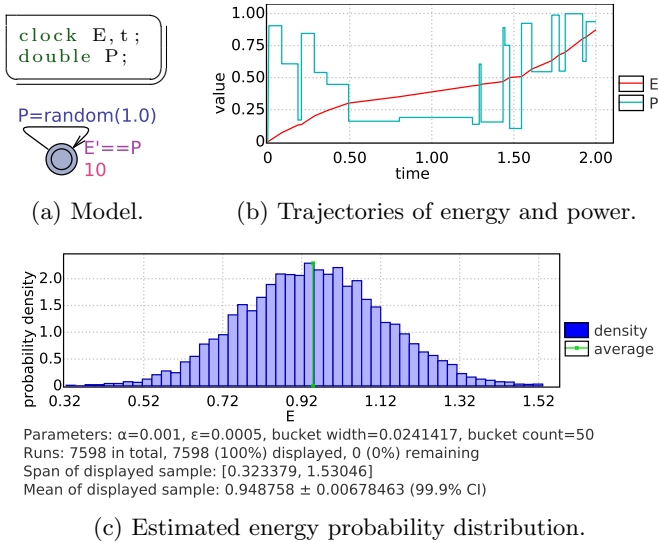 clock E,t;
double P;
P=random(1.0)
E'==P
10
(a) Model.
value
1.00
0.75
0.50
0.25
0
0 0.50 1.00 1.50 2.00
time
E
P
(b) Trajectories of energy and power.
probability density
2.0
1.5
1.0
0.5
0
0.32 0.52 0.72 0.92 1.12 1.32 1.52
E
density
average
Parameters: α=0.001, ε=0.0005, bucket width=0.0241417, bucket count=50
Runs: 7598 in total, 7598 (100%) displayed, 0 (0%) remaining
Span of displayed sample: [0.323379, 1.53046]
Mean of displayed sample: 0.948758 ± 0.00678463 (99.9% CI)
(c) Estimated energy probability distribution.